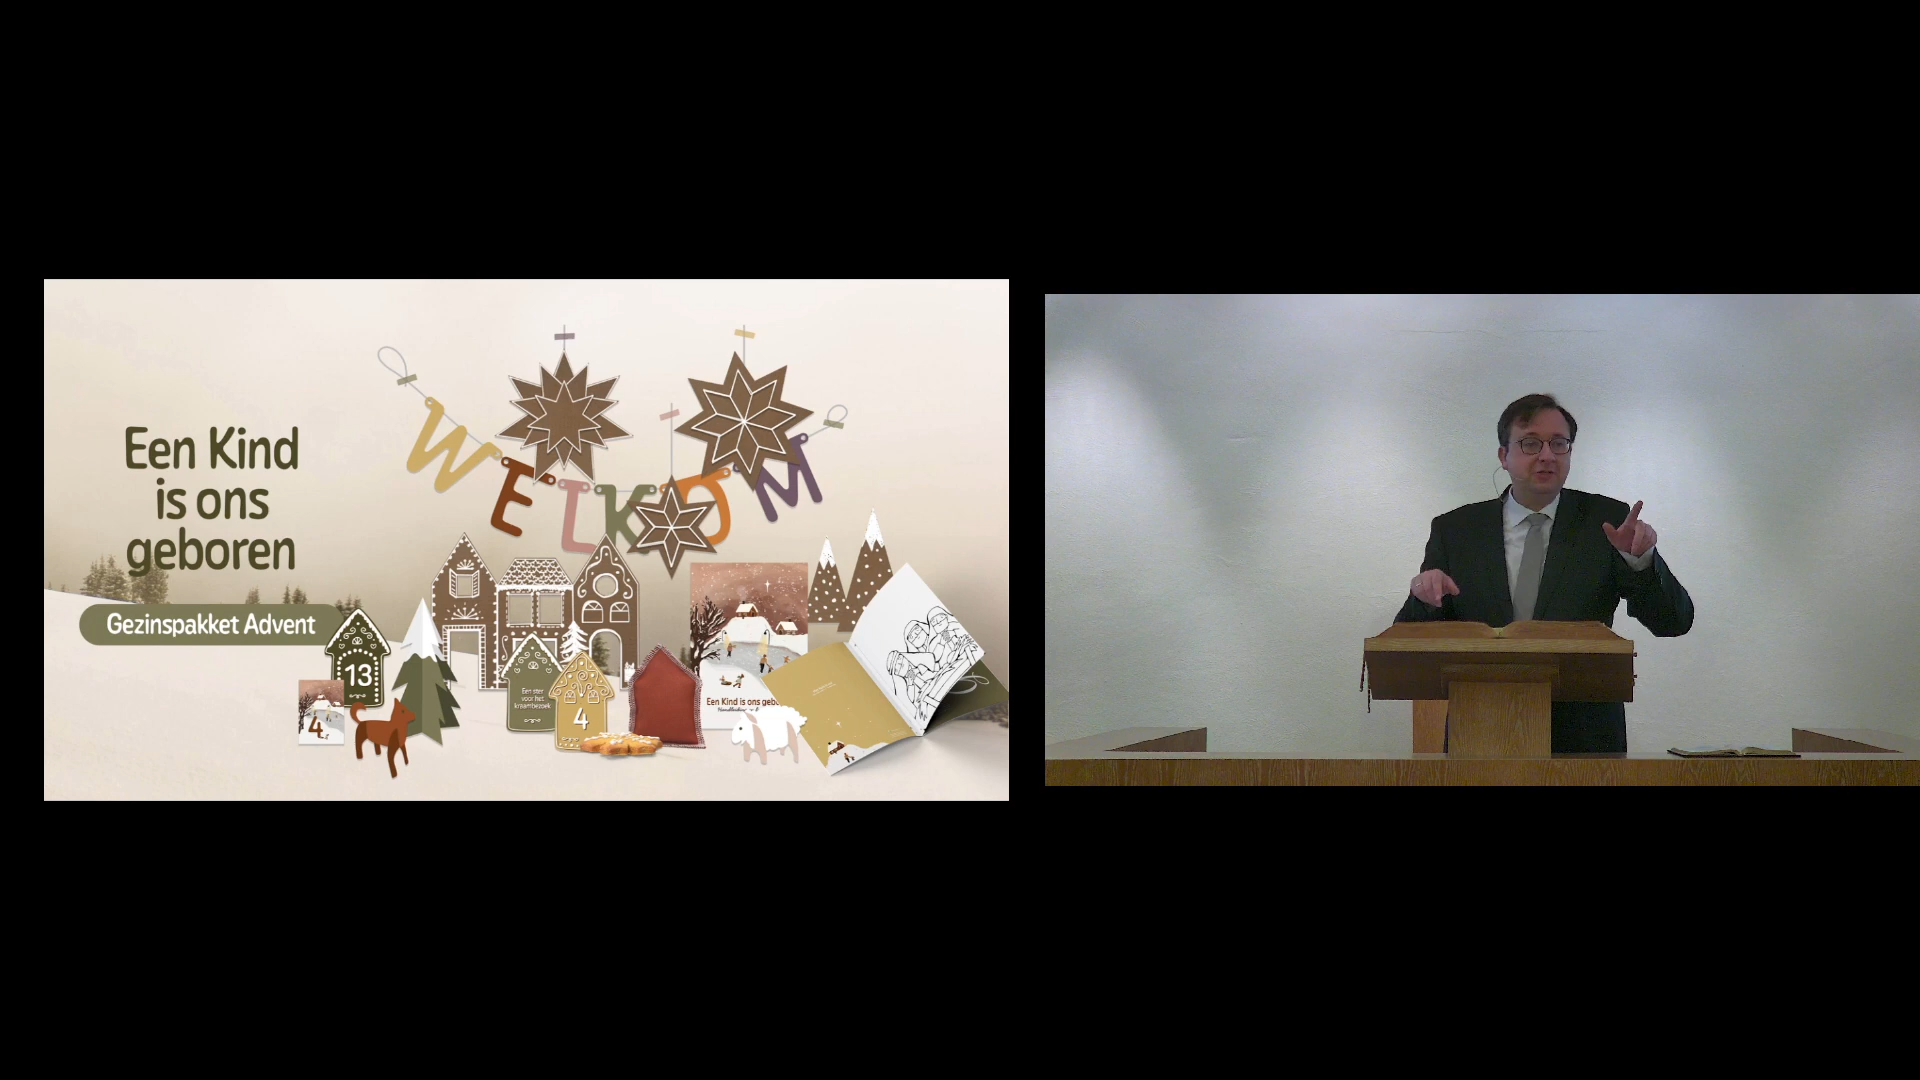 WELKOM
Een Kind
is ons
geboren
Gezinspakket Advent
13
4
Een ster
voor het
kraambezoek
4
Een Kind is ons gebo